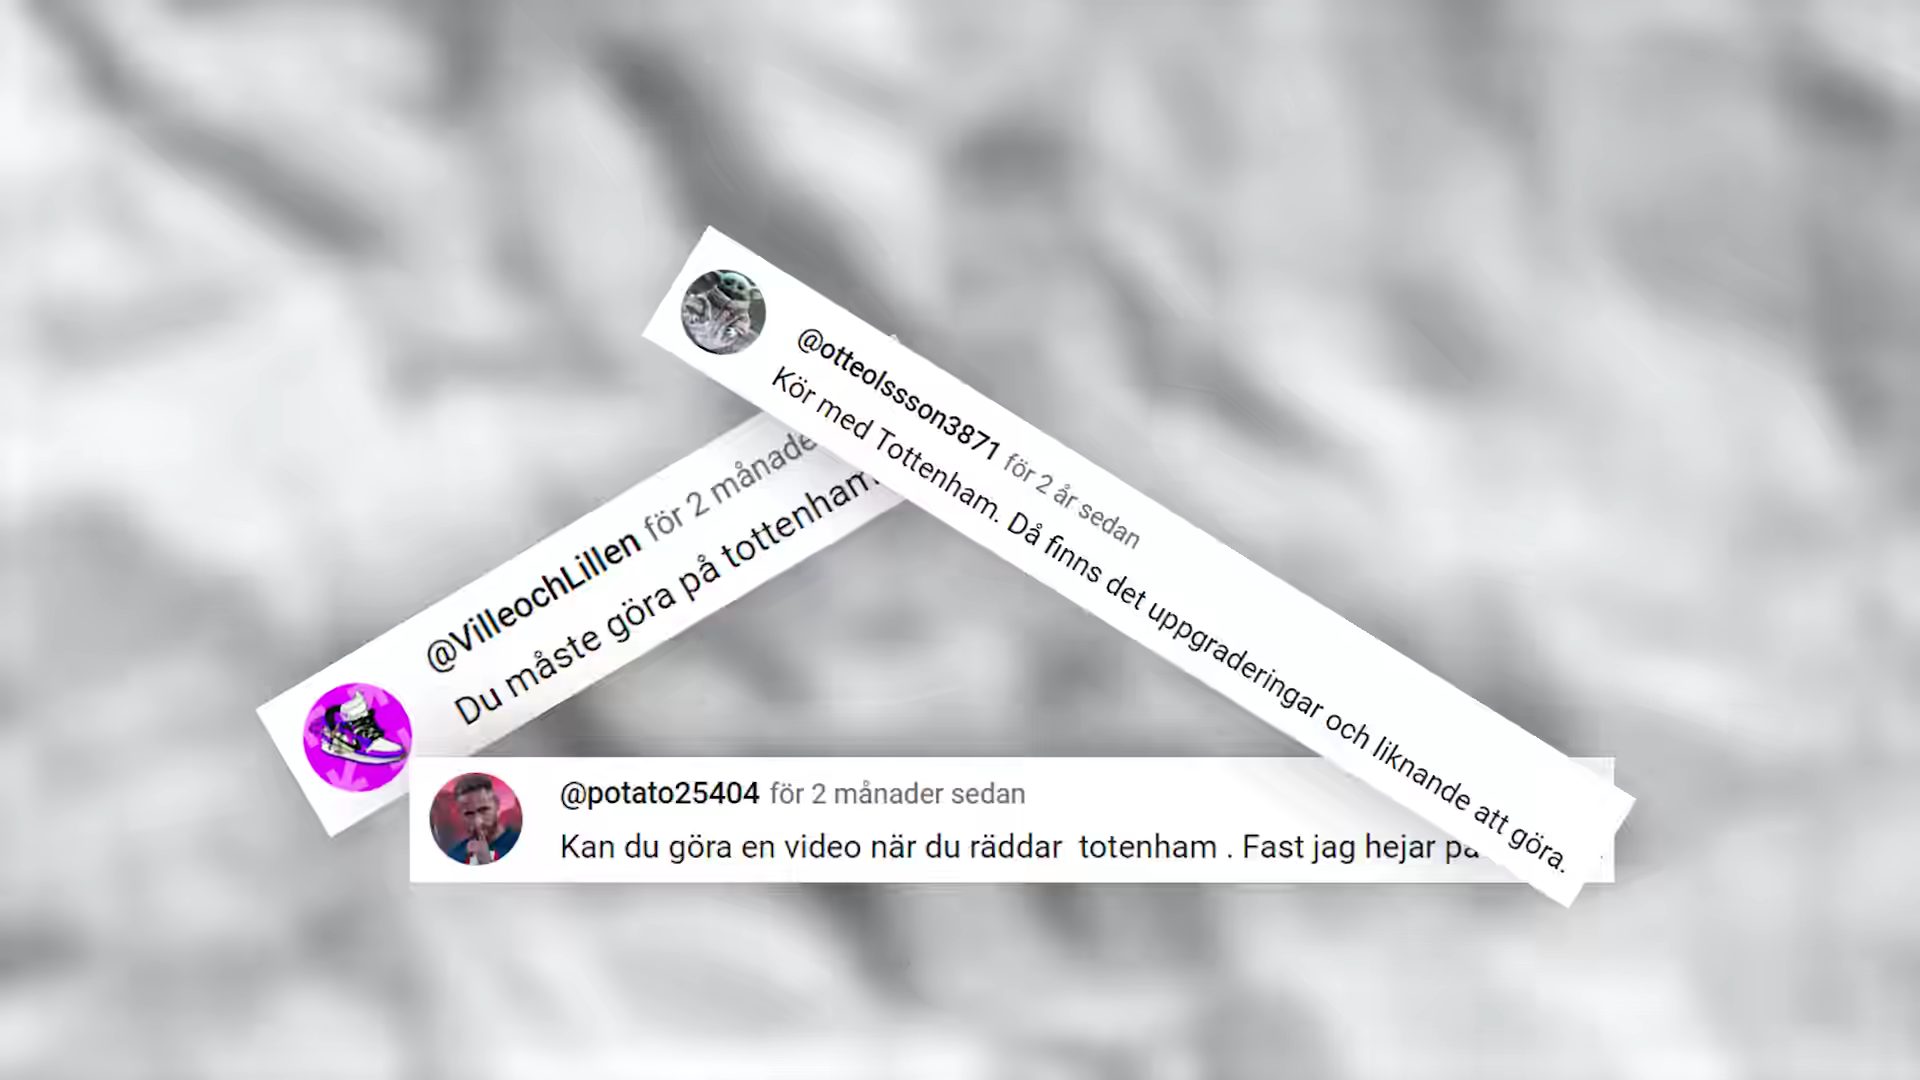 @otteolssson3871 för 2 år sedan
Kör med Tottenham. Då finns det uppgraderingar och liknande att göra.
@VilleochLillen för 2
Du måste göra på tottenham
@potato25404 för 2 månader sedan
Kan du göra en video när du räddar totenham . Fast jag hejar på